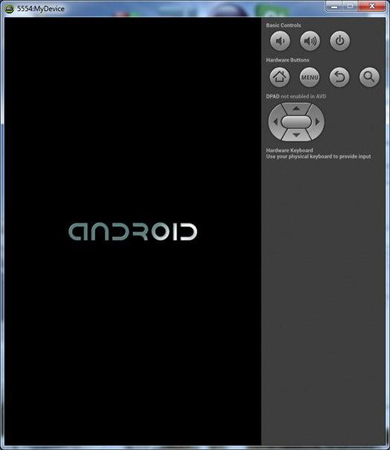 5554:MyDevice
Basic Controls
Hardware Buttons
MENU
DPAD not enabled in AVD
Hardware Keyboard
Use your physical keyboard to provide input
ANDROID